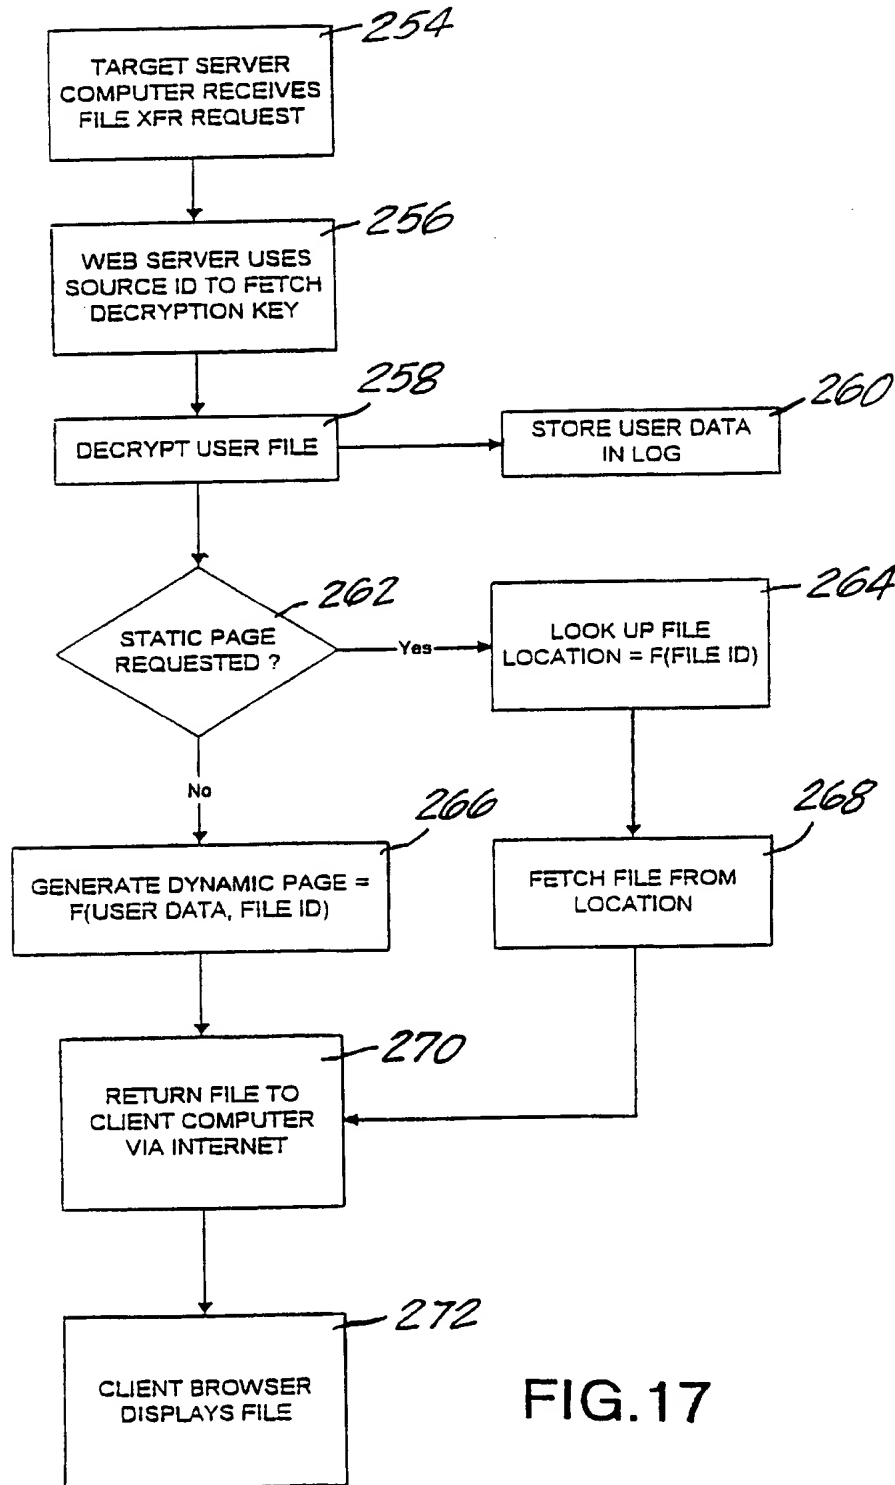 254
TARGET SERVER
COMPUTER RECEIVES
FILE XFR REQUEST
256
WEB SERVER USES
SOURCE ID TO FETCH
DECRYPTION KEY
258
DECRYPT USER FILE
260
STORE USER DATA
IN LOG
262
STATIC PAGE
REQUESTED ?
Yes
264
LOOK UP FILE
LOCATION = F(FILE ID)
No
266
GENERATE DYNAMIC PAGE =
F(USER DATA, FILE ID)
268
FETCH FILE FROM
LOCATION
270
RETURN FILE TO
CLIENT COMPUTER
VIA INTERNET
272
CLIENT BROWSER
DISPLAYS FILE
FIG.17